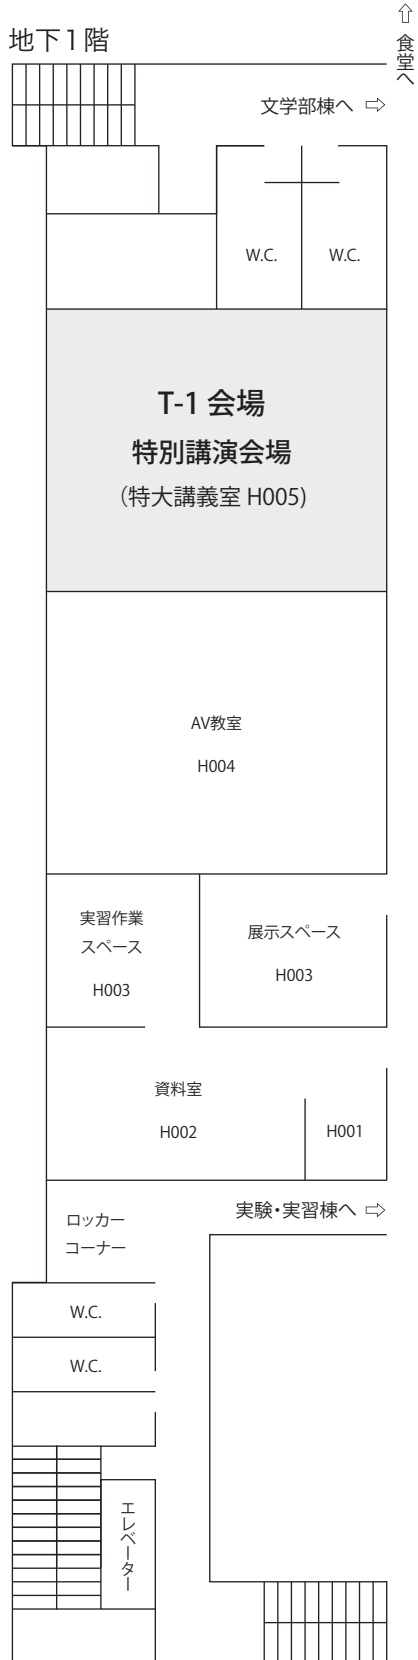 地下1階
⇧
食堂へ
文学部棟へ ⇨
W.C.
W.C.
T-1 会場
特別講演会場
（特大講義室 H005)
AV教室
H004
実習作業
スペース
H003
展示スペース
H003
資料室
H002
H001
ロッカー
コーナー
実験・実習棟へ ⇨
W.C.
W.C.
エレベーター